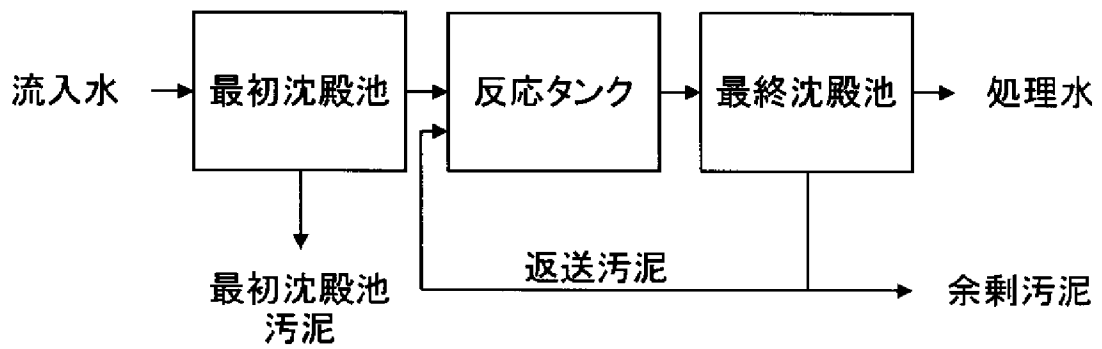 流入水
最初沈殿池
反応タンク
最終沈殿池
処理水
返送汚泥
最初沈殿池
汚泥
余剰汚泥